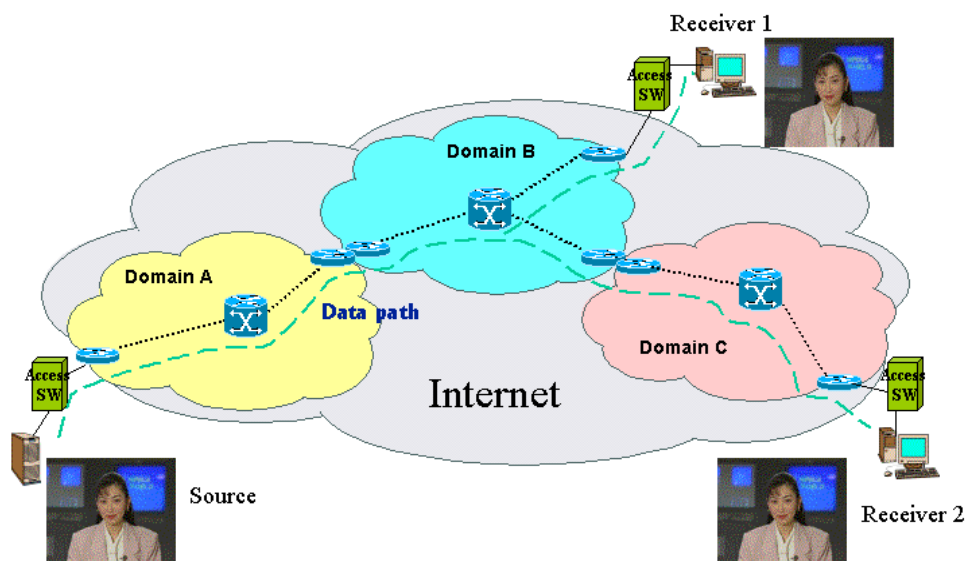 Receiver 1
Access
SW
Domain B
Domain A
Data path
Domain C
Access
SW
Access
SW
Internet
Source
Receiver 2